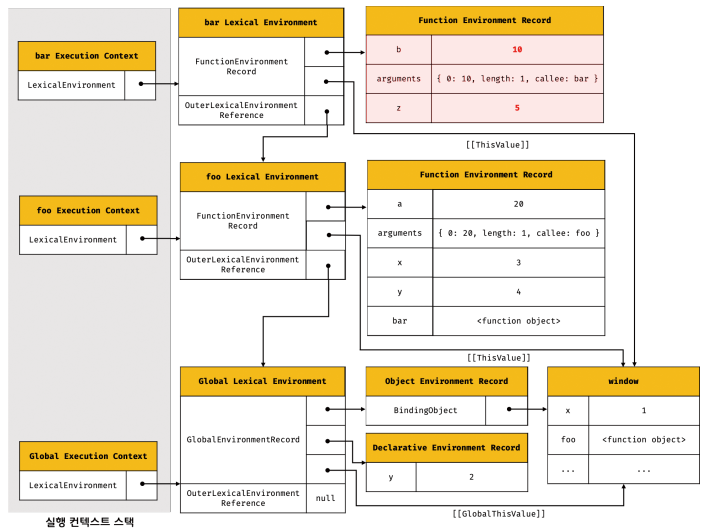 bar Execution Context
LexicalEnvironment
bar Lexical Environment
FunctionEnvironment
Record
OuterLexicalEnvironment
Reference
Function Environment Record
b
10
arguments
{ 0: 10, length: 1, callee: bar }
z
5
[[ThisValue]]
foo Execution Context
LexicalEnvironment
foo Lexical Environment
FunctionEnvironment
Record
OuterLexicalEnvironment
Reference
Function Environment Record
a
20
arguments
{ 0: 20, length: 1, callee: foo }
x
3
y
4
bar
<function object>
[[ThisValue]]
Global Execution Context
LexicalEnvironment
Global Lexical Environment
GlobalEnvironmentRecord
OuterLexicalEnvironment
Reference
null
Object Environment Record
BindingObject
Declarative Environment Record
y
2
window
x
1
foo
<function object>
...
...
[[GlobalThisValue]]
실행 컨텍스트 스택